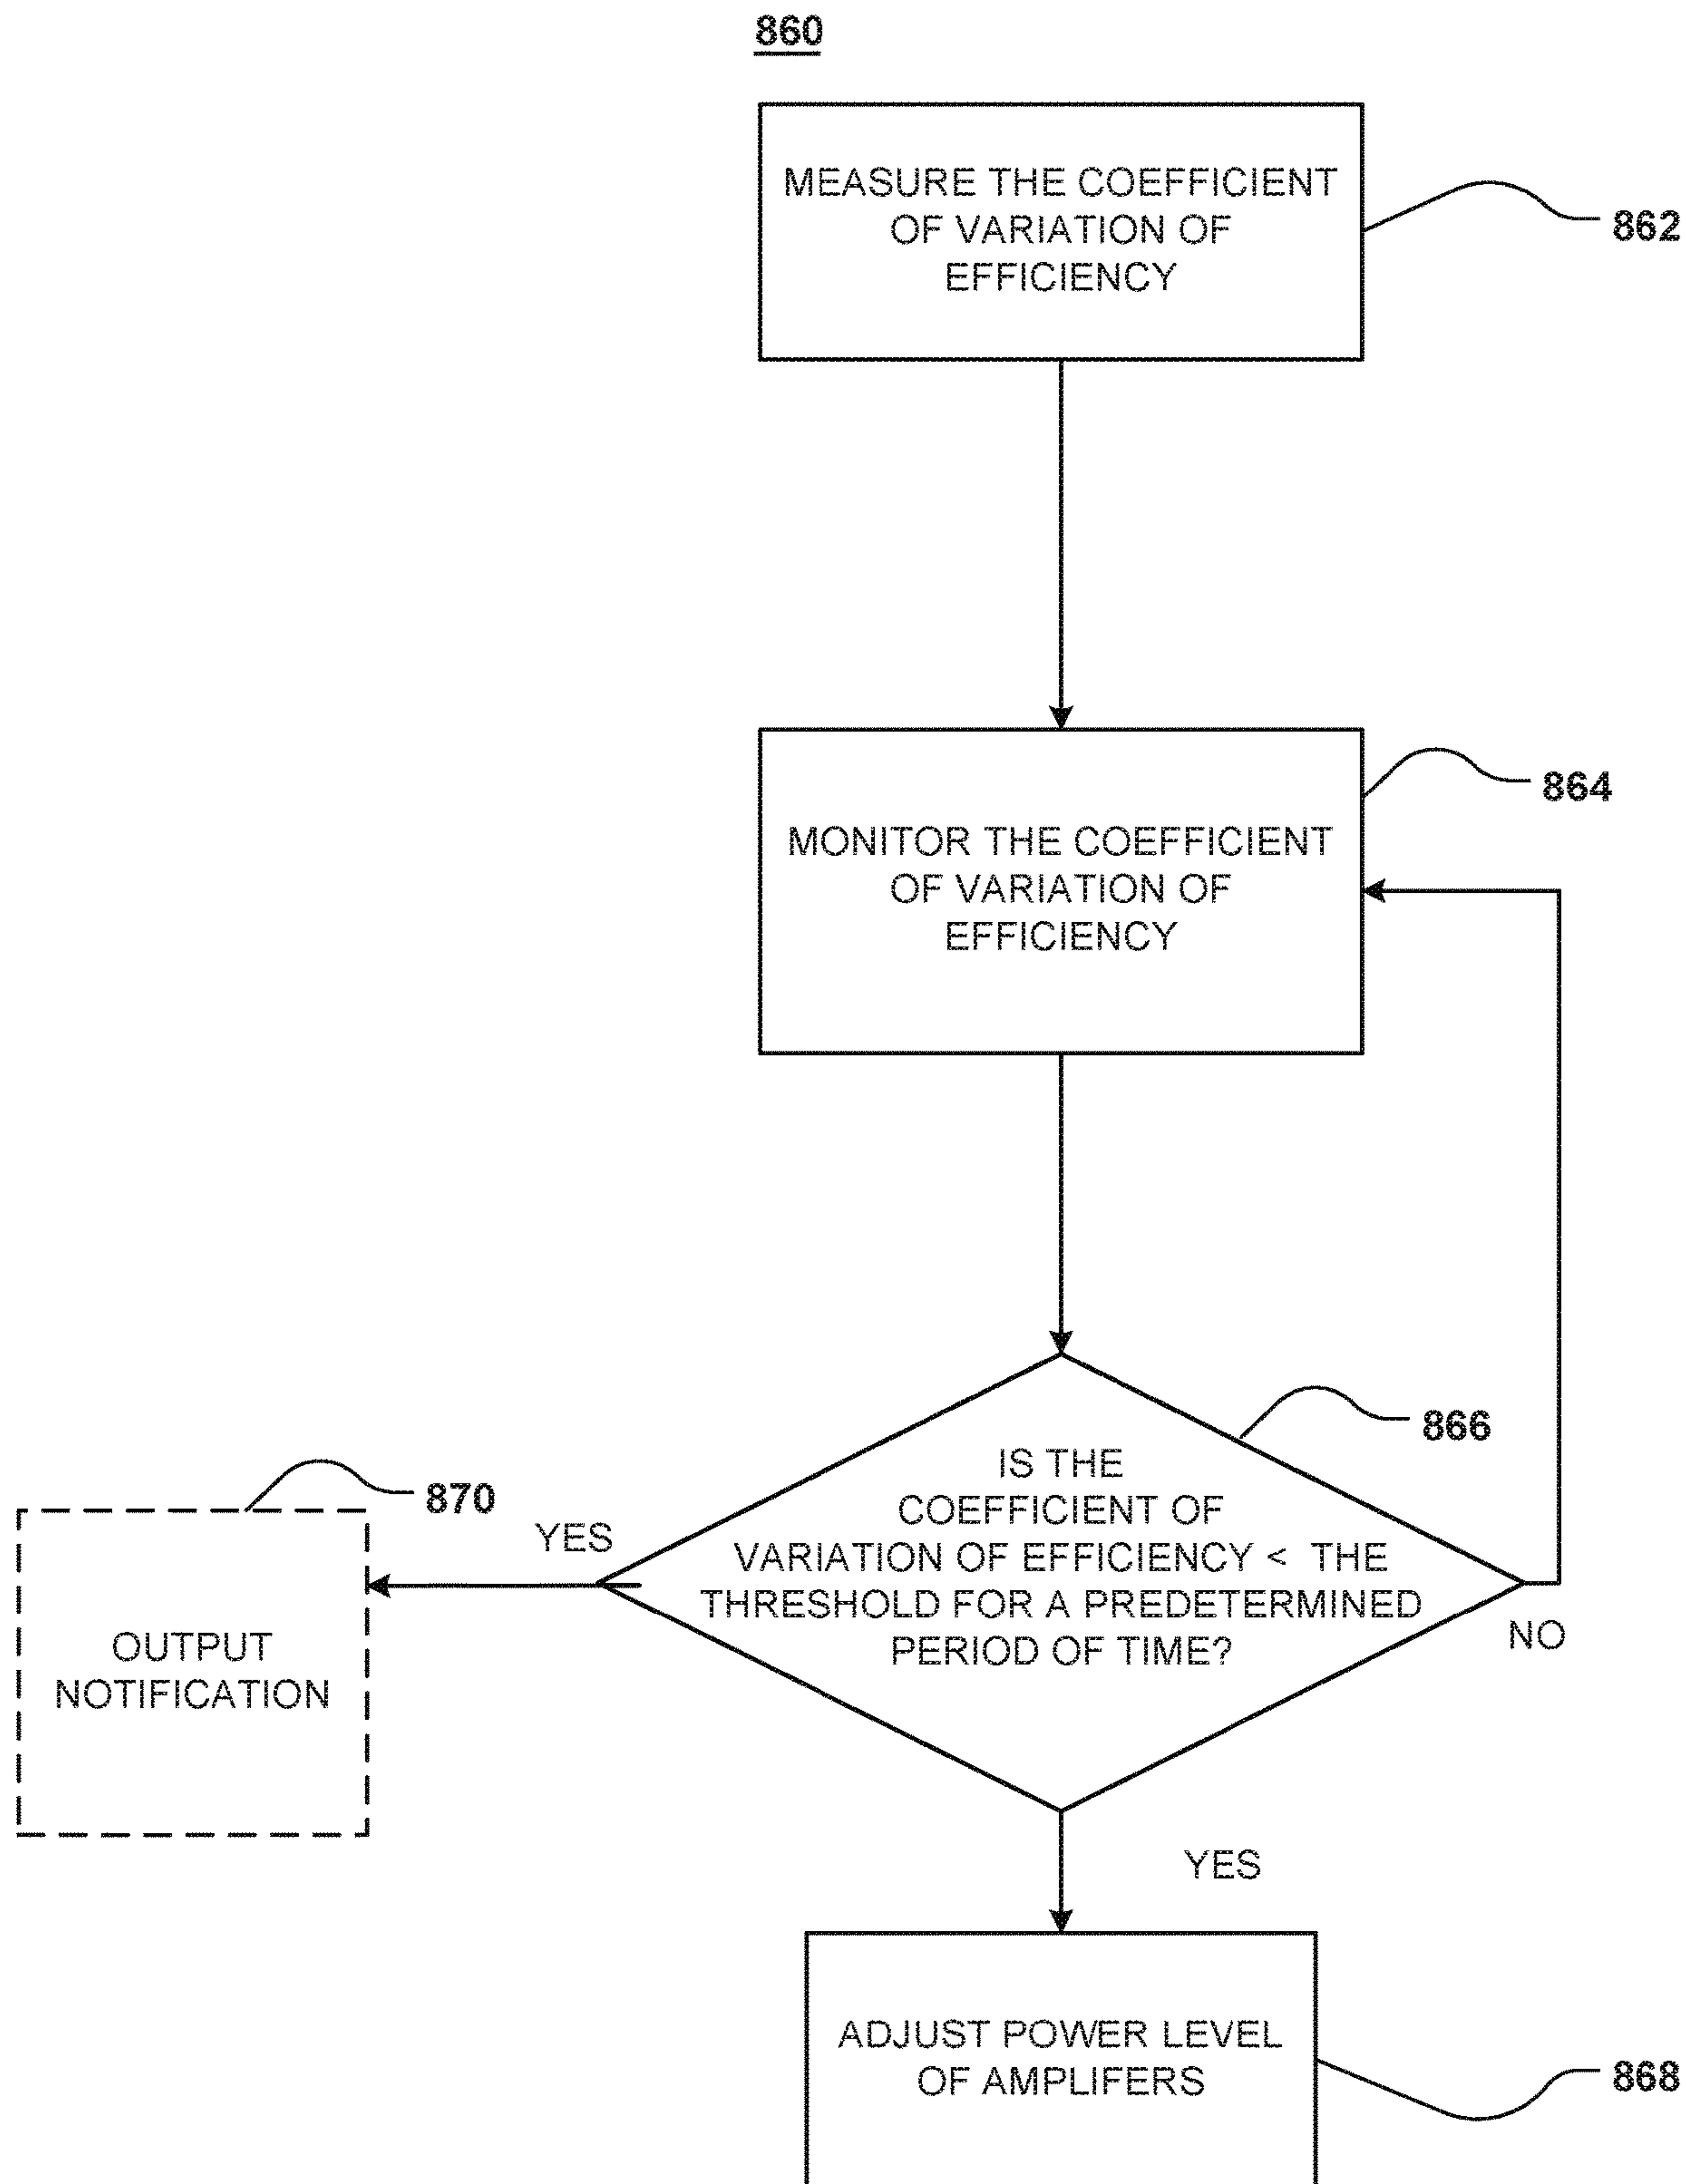 860
MEASURE THE COEFFICIENT
OF VARIATION OF
EFFICIENCY
862
864
MONITOR THE COEFFICIENT
OF VARIATION OF
EFFICIENCY
866
IS THE
COEFFICIENT OF
VARIATION OF EFFICIENCY < THE
THRESHOLD FOR A PREDETERMINED
PERIOD OF TIME?
870
YES
OUTPUT
NOTIFICATION
NO
YES
ADJUST POWER LEVEL
OF AMPLIFERS
868